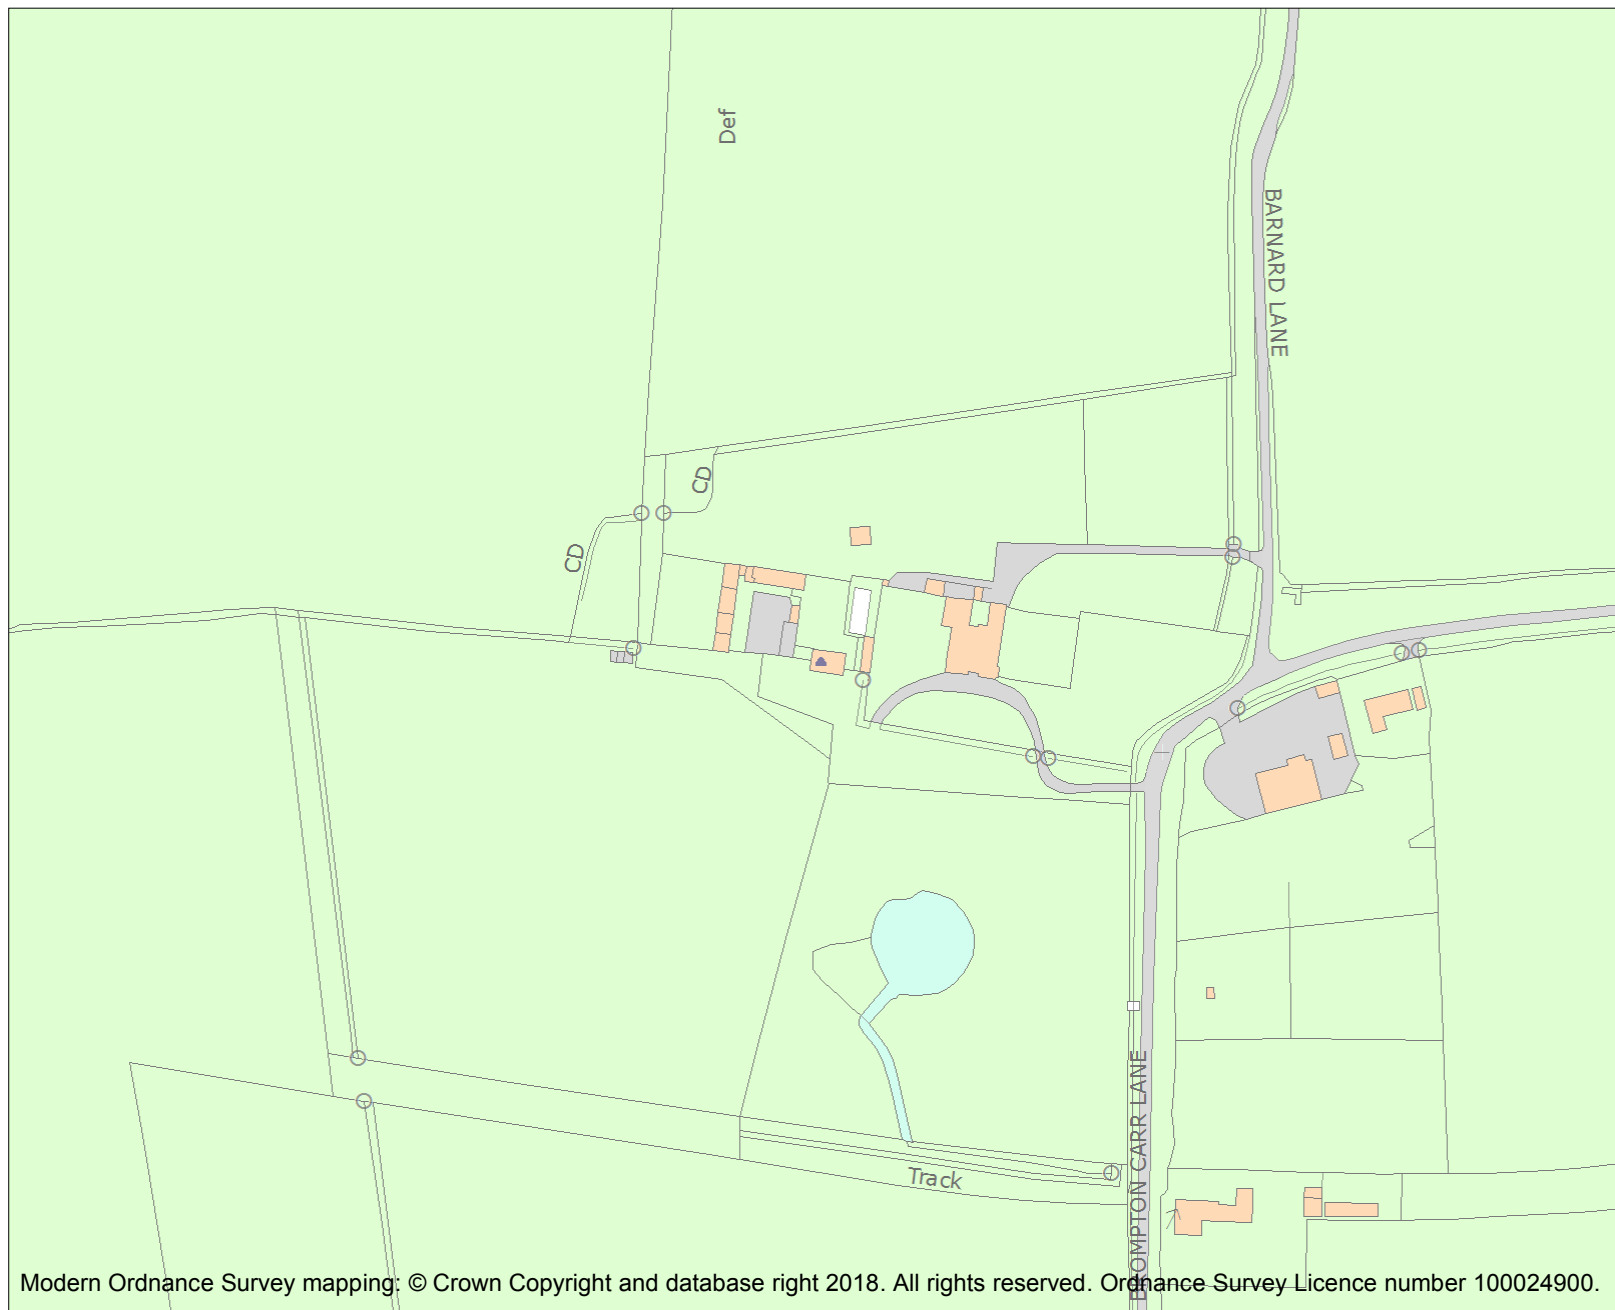 Def
BARNARD LANE
CD
CD
BROMPTON CARR LANE
Track
Modern Ordnance Survey mapping: © Crown Copyright and database right 2018. All rights reserved. Ordnance Survey Licence number 100024900.